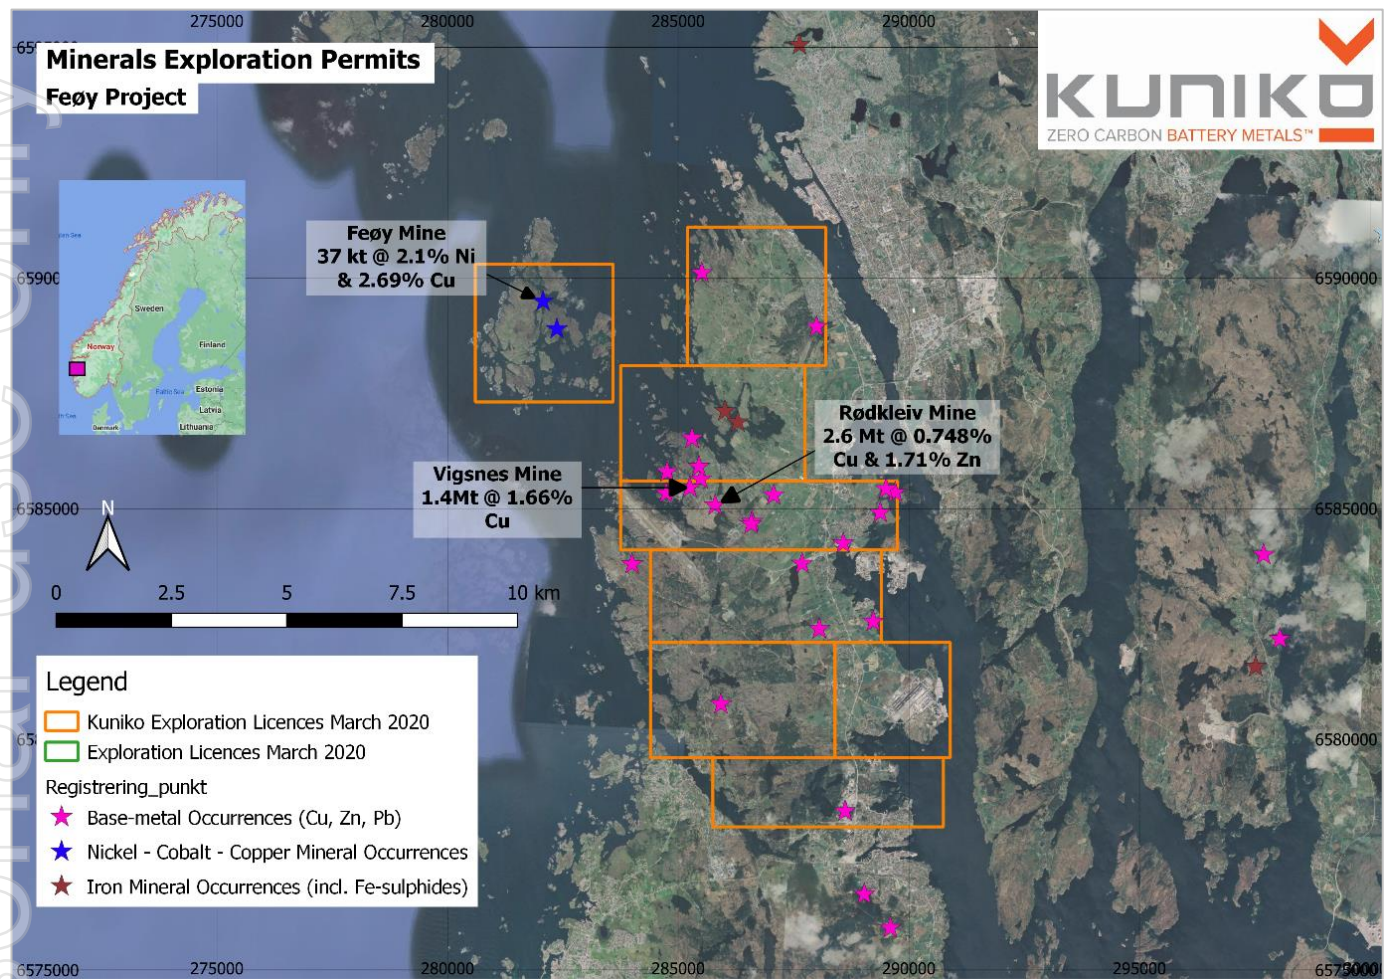 275000
280000
285000
290000
Minerals Exploration Permits
Feøy Project
KUNIKO
ZERO CARBON BATTERY METALS™
Sweden
Norway
Finland
Estonia
Latvia
Lithuania
Denmark
Baltic Sea
Feøy Mine
37 kt @ 2.1% Ni
& 2.69% Cu
6590000
Rødkleiv Mine
2.6 Mt @ 0.748%
Cu & 1.71% Zn
Vigsnes Mine
1.4Mt @ 1.66%
Cu
6585000
6585000
N
0 2.5 5 7.5 10 km
Legend
Kuniko Exploration Licences March 2020
Exploration Licences March 2020
Registrering_punkt
Base-metal Occurrences (Cu, Zn, Pb)
Nickel - Cobalt - Copper Mineral Occurrences
Iron Mineral Occurrences (incl. Fe-sulphides)
6580000
6575000
275000
280000
285000
290000
295000